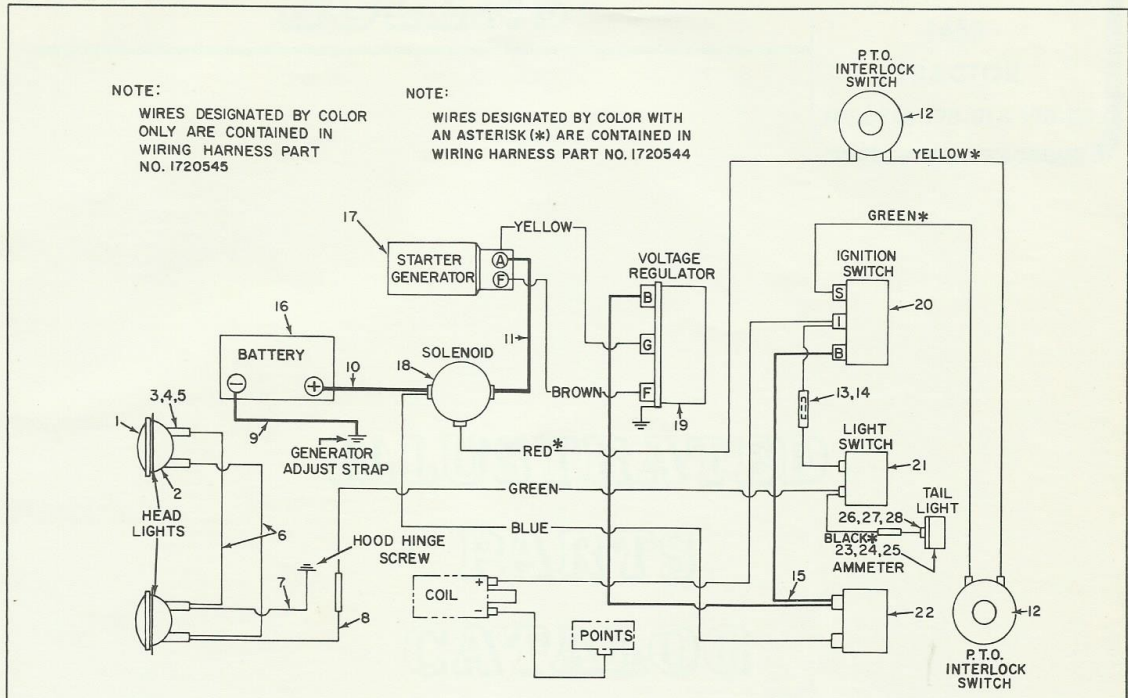 NOTE:
WIRES DESIGNATED BY COLOR
ONLY ARE CONTAINED IN
WIRING HARNESS PART
NO. 1720545
NOTE:
WIRES DESIGNATED BY COLOR WITH
AN ASTERISK (*) ARE CONTAINED IN
WIRING HARNESS PART NO. 1720544
P.T.O.
INTERLOCK
SWITCH
12
YELLOW*
GREEN*
17
STARTER
GENERATOR
A
F
YELLOW
VOLTAGE
REGULATOR
B
G
F
19
IGNITION
SWITCH
S
I
B
20
16
BATTERY
−
+
10
SOLENOID
18
11
BROWN
13,14
3,4,5
1
2
9
GENERATOR
ADJUST STRAP
RED*
LIGHT
SWITCH
21
GREEN
TAIL
LIGHT
26,27,28
BLACK*
23,24,25
AMMETER
HEAD
LIGHTS
6
BLUE
HOOD HINGE
SCREW
7
8
COIL
+
−
POINTS
15
22
12
P.T.O.
INTERLOCK
SWITCH